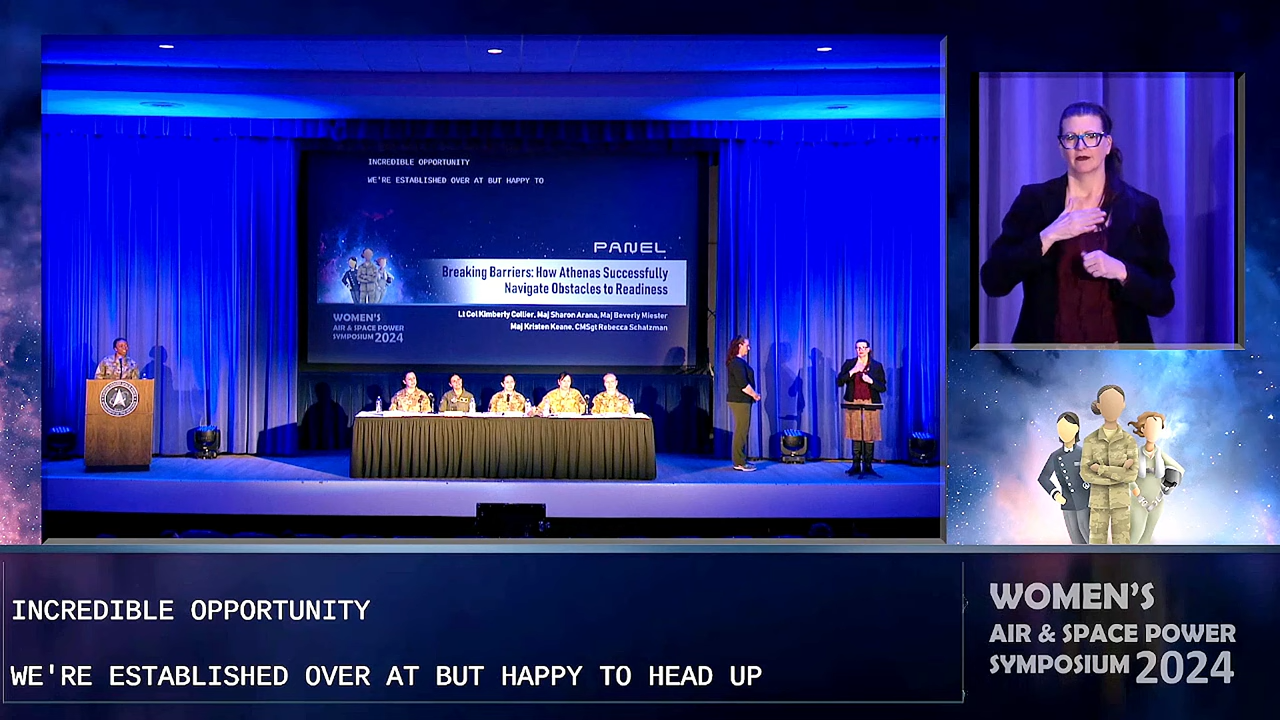 INCREDIBLE OPPORTUNITY
WE'RE ESTABLISHED OVER AT BUT HAPPY TO
PANEL
Breaking Barriers: How Athenas Successfully
Navigate Obstacles to Readiness
Lt Col Kimberly Collier, Maj Sharon Arana, Maj Beverly Miester
Maj Kristen Keane, CMSgt Rebecca Schatzman
WOMEN'S
AIR & SPACE POWER
SYMPOSIUM 2024
INCREDIBLE OPPORTUNITY
WE'RE ESTABLISHED OVER AT BUT HAPPY TO HEAD UP
WOMEN'S
AIR & SPACE POWER
SYMPOSIUM 2024